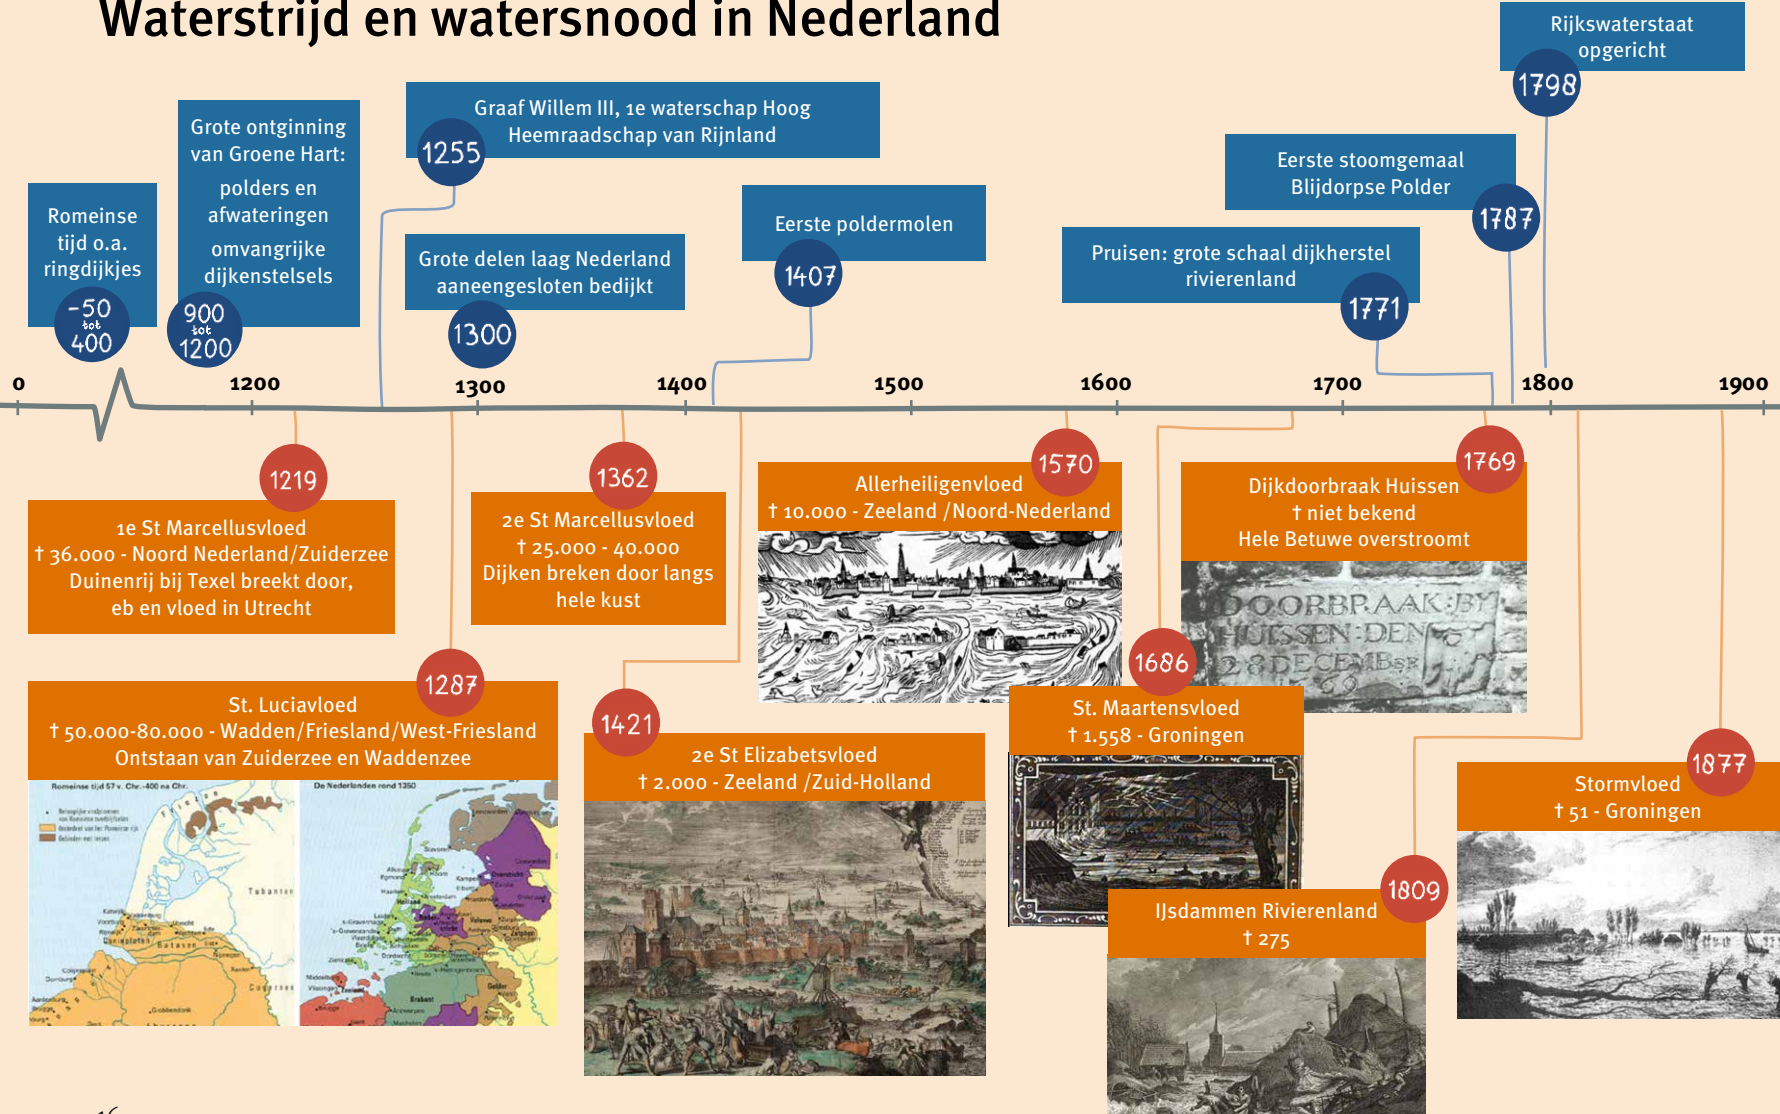 Waterstrijd en watersnood in Nederland
Rijkswaterstaat
opgericht
1798
Graaf Willem III, 1e waterschap Hoog
Heemraadschap van Rijnland
1255
Grote ontginning
van Groene Hart:
polders en
afwateringen
omvangrijke
dijkenstelsels
900
tot
1200
Romeinse
tijd o.a.
ringdijkjes
-50
tot
400
Grote delen laag Nederland
aaneengesloten bedijkt
1300
Eerste poldermolen
1407
Eerste stoomgemaal
Blijdorpse Polder
1787
Pruisen: grote schaal dijkherstel
rivierenland
1771
0 1200 1300 1400 1500 1600 1700 1800 1900
1219
1e St Marcellusvloed
† 36.000 - Noord Nederland/Zuiderzee
Duinenrij bij Texel breekt door,
eb en vloed in Utrecht
1362
2e St Marcellusvloed
† 25.000 - 40.000
Dijken breken door langs
hele kust
1570
Allerheiligenvloed
† 10.000 - Zeeland /Noord-Nederland
1769
Dijkdoorbraak Huissen
† niet bekend
Hele Betuwe overstroomt
DOORBRAAK:BY
HUISSEN:DEN
28 DECEMBER
1287
St. Luciavloed
† 50.000-80.000 - Wadden/Friesland/West-Friesland
Ontstaan van Zuiderzee en Waddenzee
Romeinse tijd 57 v. Chr.-400 na Chr.
De Nederlanden rond 1350
1421
2e St Elizabetsvloed
† 2.000 - Zeeland /Zuid-Holland
1686
St. Maartensvloed
† 1.558 - Groningen
1809
IJsdammen Rivierenland
† 275
1877
Stormvloed
† 51 - Groningen
16